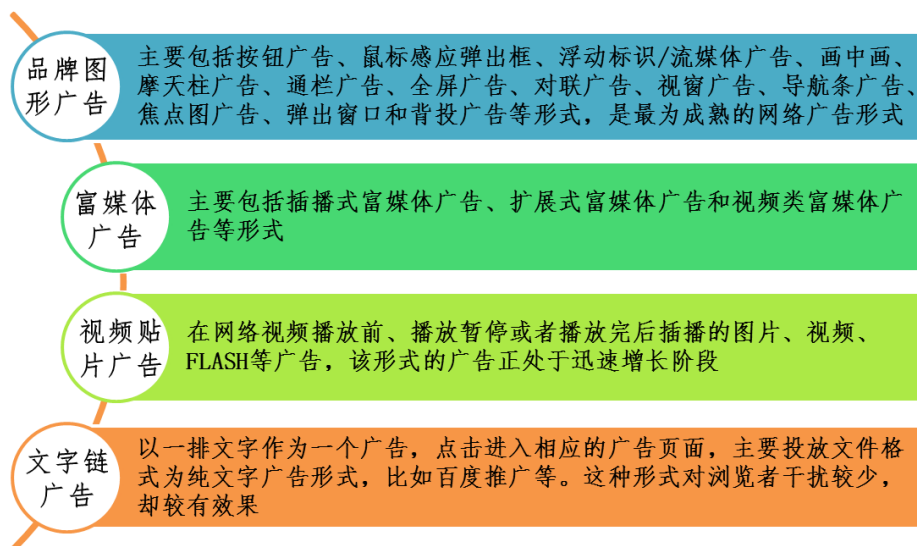 品牌图
形广告
主要包括按钮广告、鼠标感应弹出框、浮动标识/流媒体广告、画中画、
摩天柱广告、通栏广告、全屏广告、对联广告、视窗广告、导航条广告、
焦点图广告、弹出窗口和背投广告等形式，是最为成熟的网络广告形式
富媒体
广告
主要包括插播式富媒体广告、扩展式富媒体广告和视频类富媒体广
告等形式
视频贴
片广告
在网络视频播放前、播放暂停或者播放完后插播的图片、视频、
FLASH等广告，该形式的广告正处于迅速增长阶段
文字链
广告
以一排文字作为一个广告，点击进入相应的广告页面，主要投放文件格
式为纯文字广告形式，比如百度推广等。这种形式对浏览者干扰较少，
却较有效果